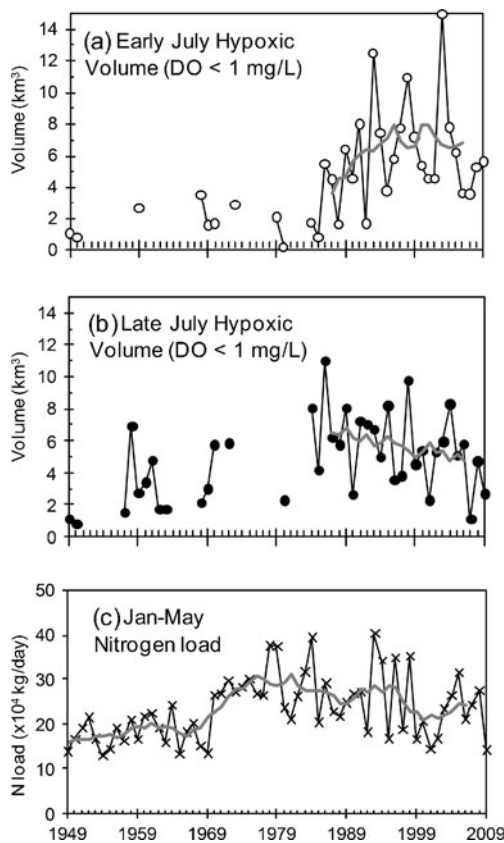 (a) Early July Hypoxic
Volume (DO < 1 mg/L)
Volume (km³)
14
12
10
8
6
4
2
0
(b) Late July Hypoxic
Volume (DO < 1 mg/L)
Volume (km³)
14
12
10
8
6
4
2
0
(c) Jan-May
Nitrogen load
N load (x10⁴ kg/day)
50
40
30
20
10
0
1949 1959 1969 1979 1989 1999 2009